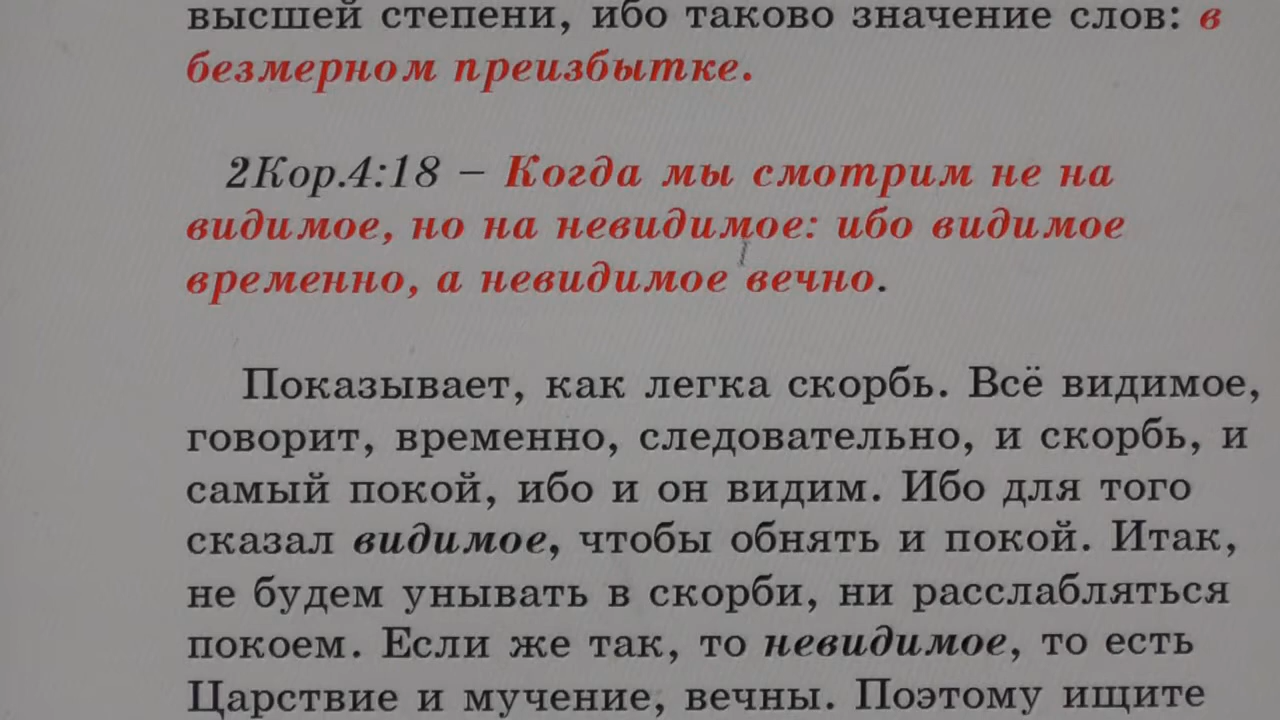 высшей степени, ибо таково значение слов: в
безмерном преизбытке.
2Кор.4:18 – Когда мы смотрим не на
видимое, но на невидимое: ибо видимое
временно, а невидимое вечно.
Показывает, как легка скорбь. Всё видимое,
говорит, временно, следовательно, и скорбь, и
самый покой, ибо и он видим. Ибо для того
сказал видимое, чтобы обнять и покой. Итак,
не будем унывать в скорби, ни расслабляться
покоем. Если же так, то невидимое, то есть
Царствие и мучение, вечны. Поэтому ищите